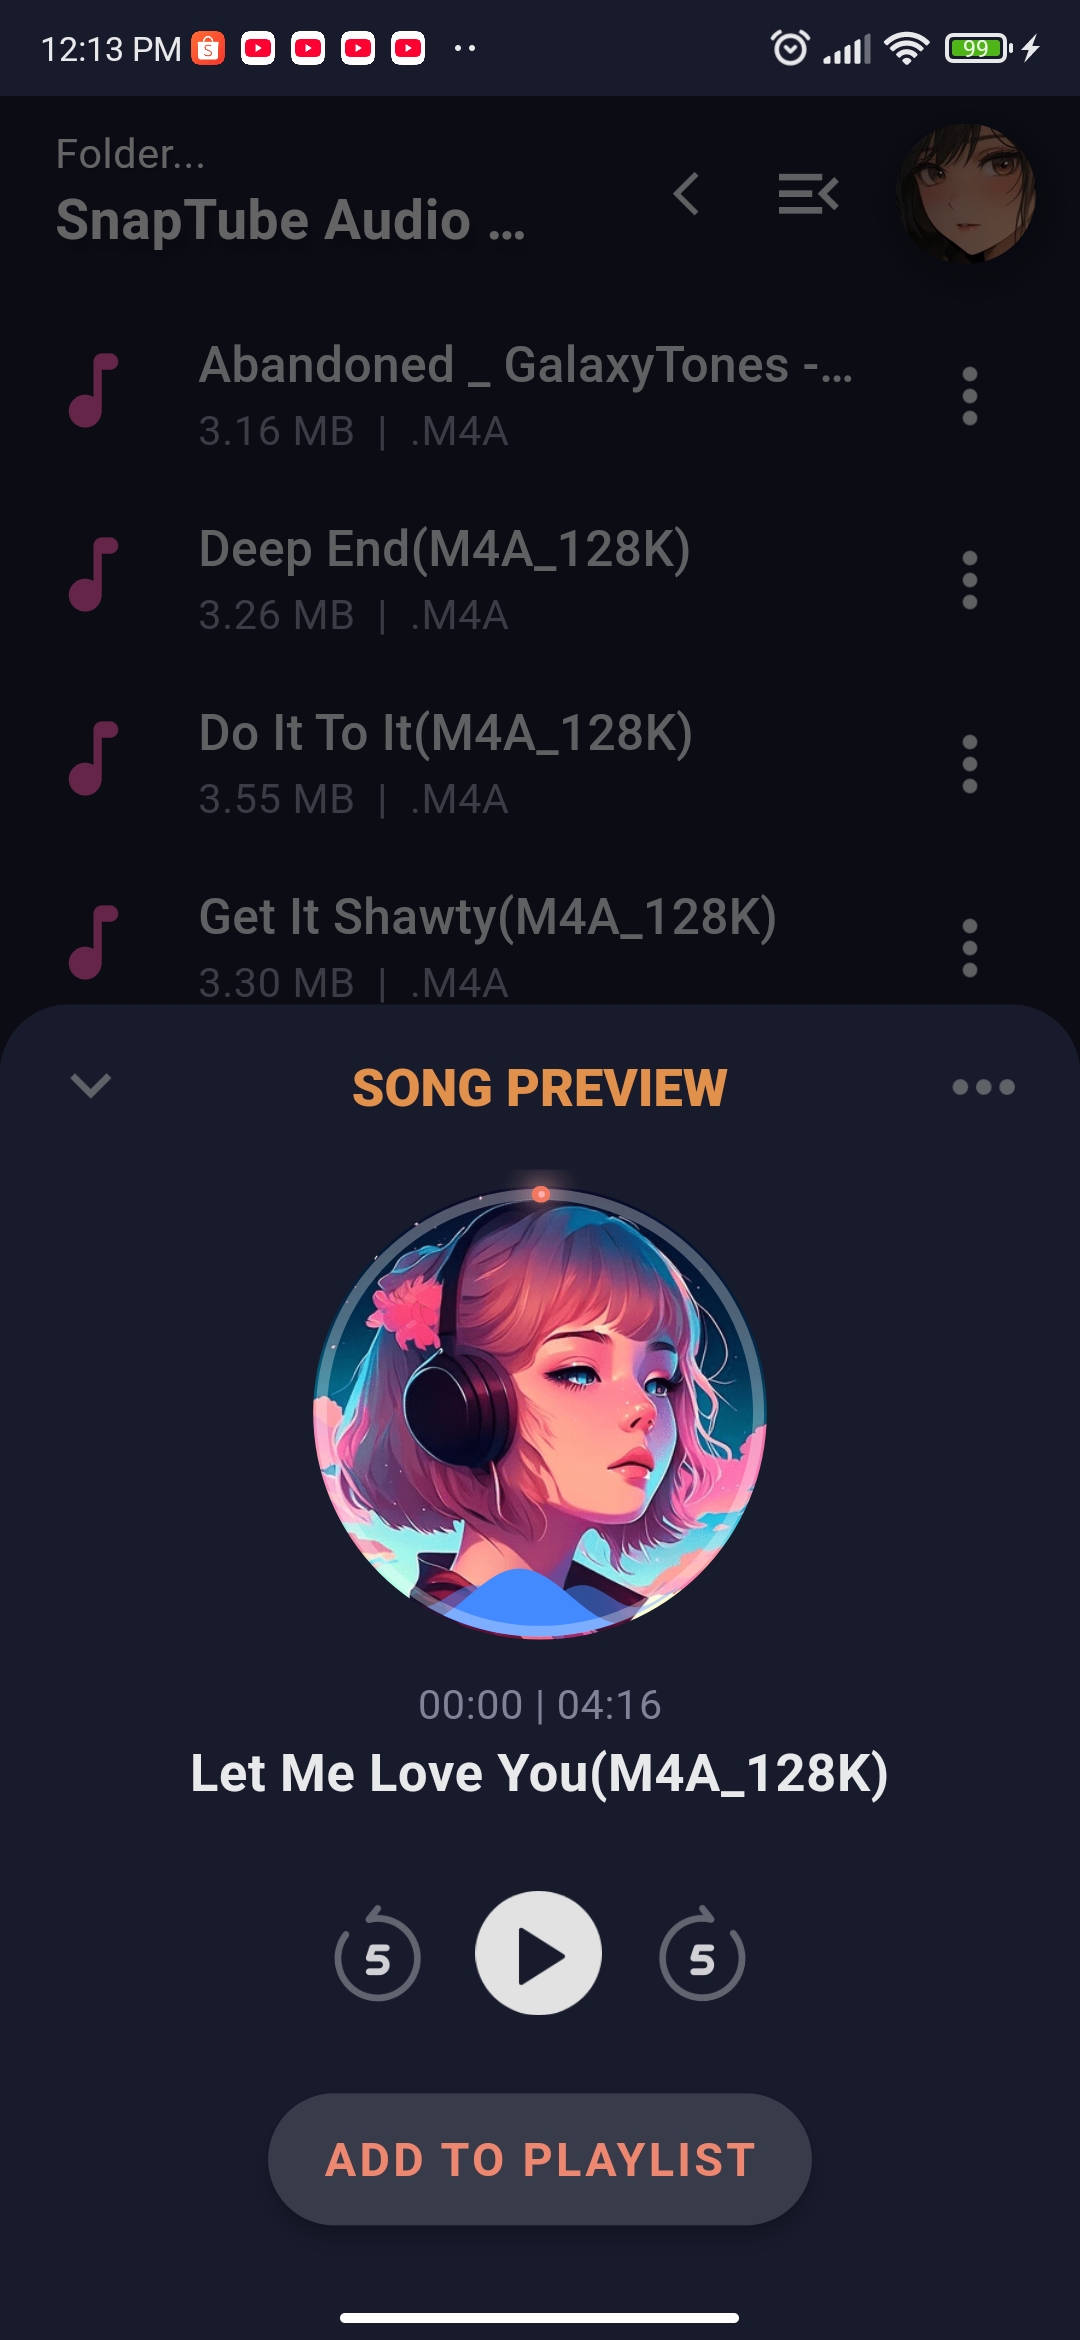 12:13 PM
99
Folder...
SnapTube Audio ...
Abandoned _ GalaxyTones -...
3.16 MB | .M4A
Deep End(M4A_128K)
3.26 MB | .M4A
Do It To It(M4A_128K)
3.55 MB | .M4A
Get It Shawty(M4A_128K)
3.30 MB | .M4A
SONG PREVIEW
00:00 | 04:16
Let Me Love You(M4A_128K)
5 5
ADD TO PLAYLIST